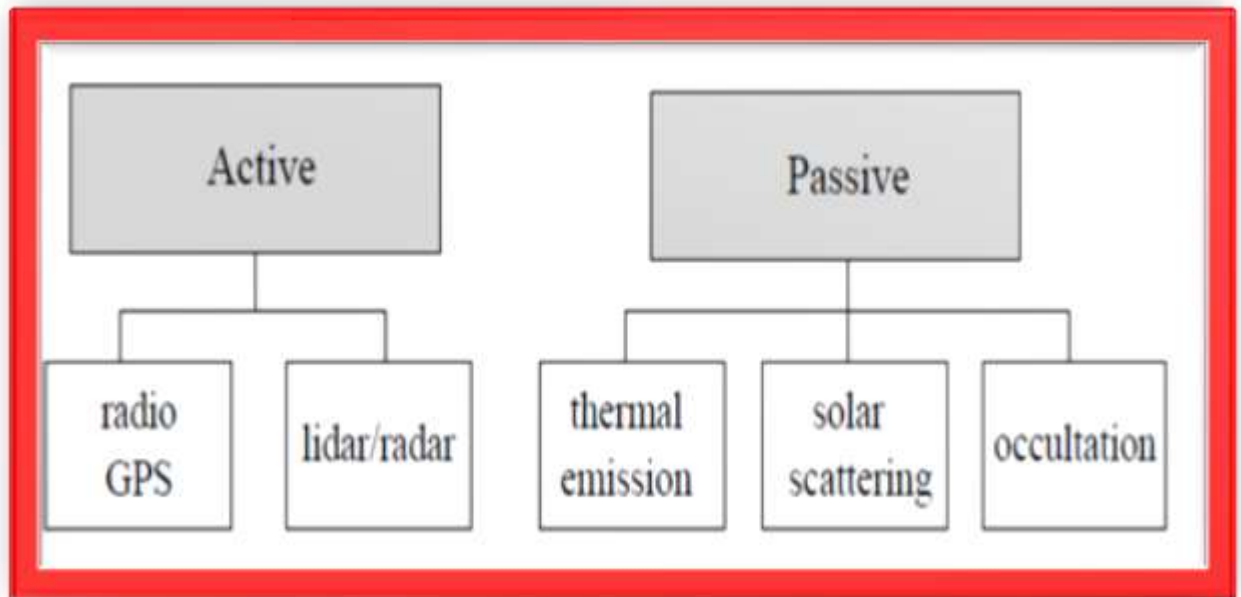 Active
Passive
radio
GPS
lidar/radar
thermal
emission
solar
scattering
occultation